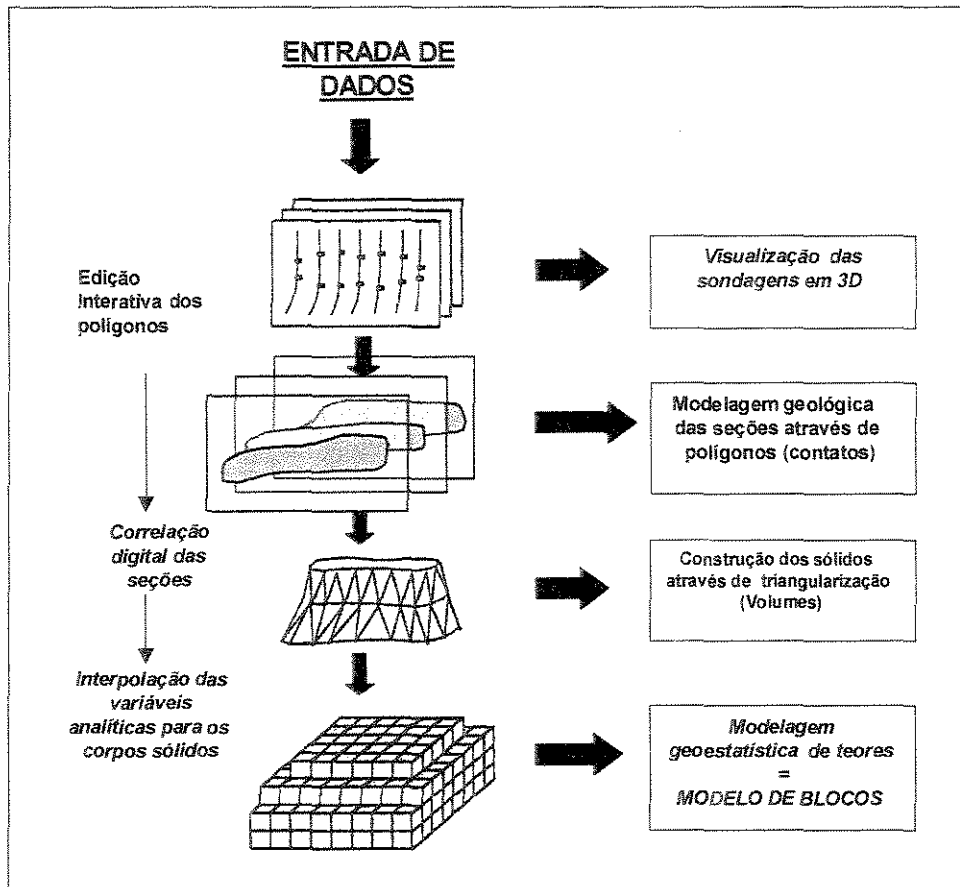 ENTRADA DE
DADOS
Visualização das
sondagens em 3D
Edição
Interativa dos
polígonos
Modelagem geológica
das seções através de
polígonos (contatos)
Correlação
digital das
seções
Construção dos sólidos
através de triangularização
(Volumes)
Interpolação das
variáveis
analíticas para os
corpos sólidos
Modelagem
geoestatística de teores
=
MODELO DE BLOCOS